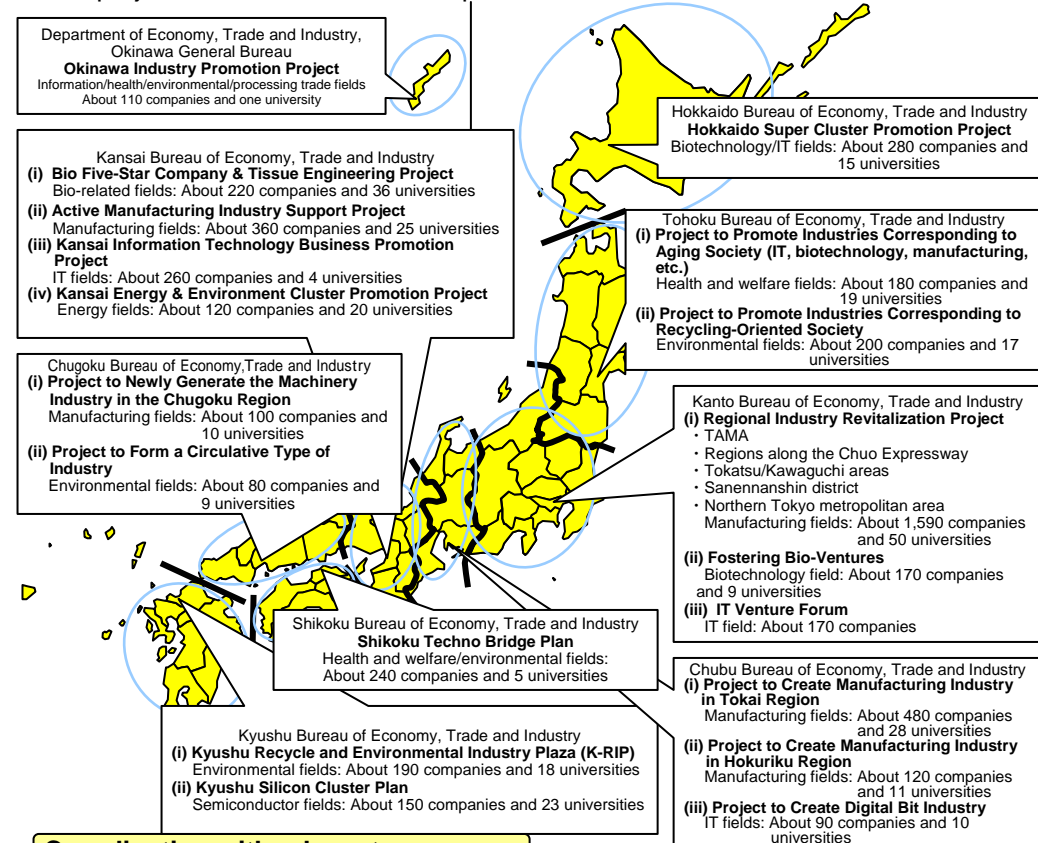 Department of Economy, Trade and Industry,
Okinawa General Bureau
Okinawa Industry Promotion Project
Information/health/environmental/processing trade fields
About 110 companies and one university
Hokkaido Bureau of Economy, Trade and Industry
Hokkaido Super Cluster Promotion Project
Biotechnology/IT fields: About 280 companies and
15 universities
Kansai Bureau of Economy, Trade and Industry
(i) Bio Five-Star Company & Tissue Engineering Project
Bio-related fields: About 220 companies and 36 universities
(ii) Active Manufacturing Industry Support Project
Manufacturing fields: About 360 companies and 25 universities
(iii) Kansai Information Technology Business Promotion
Project
IT fields: About 260 companies and 4 universities
(iv) Kansai Energy & Environment Cluster Promotion Project
Energy fields: About 120 companies and 20 universities
Tohoku Bureau of Economy, Trade and Industry
(i) Project to Promote Industries Corresponding to
Aging Society (IT, biotechnology, manufacturing,
etc.)
Health and welfare fields: About 180 companies and
19 universities
(ii) Project to Promote Industries Corresponding to
Recycling-Oriented Society
Environmental fields: About 200 companies and 17
universities
Chugoku Bureau of Economy,Trade and Industry
(i) Project to Newly Generate the Machinery
Industry in the Chugoku Region
Manufacturing fields: About 100 companies and
10 universities
(ii) Project to Form a Circulative Type of
Industry
Environmental fields: About 80 companies and
9 universities
Kanto Bureau of Economy, Trade and Industry
(i) Regional Industry Revitalization Project
・TAMA
・Regions along the Chuo Expressway
・Tokatsu/Kawaguchi areas
・Sanennanshin district
・Northern Tokyo metropolitan area
Manufacturing fields: About 1,590 companies
and 50 universities
(ii) Fostering Bio-Ventures
Biotechnology field: About 170 companies
and 9 universities
(iii) IT Venture Forum
IT field: About 170 companies
Shikoku Bureau of Economy, Trade and Industry
Shikoku Techno Bridge Plan
Health and welfare/environmental fields:
About 240 companies and 5 universities
Chubu Bureau of Economy, Trade and Industry
(i) Project to Create Manufacturing Industry
in Tokai Region
Manufacturing fields: About 480 companies
and 28 universities
(ii) Project to Create Manufacturing Industry
in Hokuriku Region
Manufacturing fields: About 120 companies
and 11 universities
(iii) Project to Create Digital Bit Industry
IT fields: About 90 companies and 10
universities
Kyushu Bureau of Economy, Trade and Industry
(i) Kyushu Recycle and Environmental Industry Plaza (K-RIP)
Environmental fields: About 190 companies and 18 universities
(ii) Kyushu Silicon Cluster Plan
Semiconductor fields: About 150 companies and 23 universities